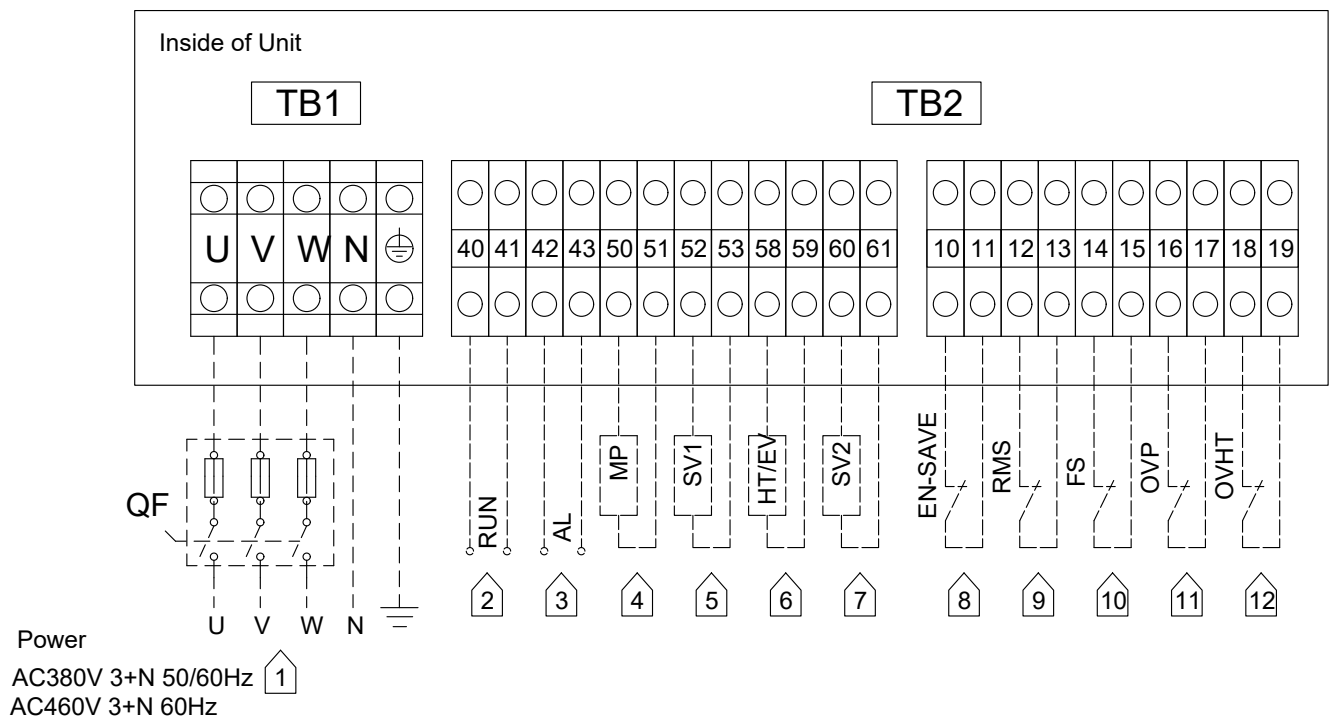 Inside of Unit
TB1 TB2
U V W N
40 41 42 43 50 51 52 53 58 59 60 61 10 11 12 13 14 15 16 17 18 19
QF
RUN
AL
MP
SV1
HT/EV
SV2
EN-SAVE
RMS
FS
OVP
OVHT
2 3 4 5 6 7 8 9 10 11 12
U V W N
Power
AC380V 3+N 50/60Hz 1
AC460V 3+N 60Hz